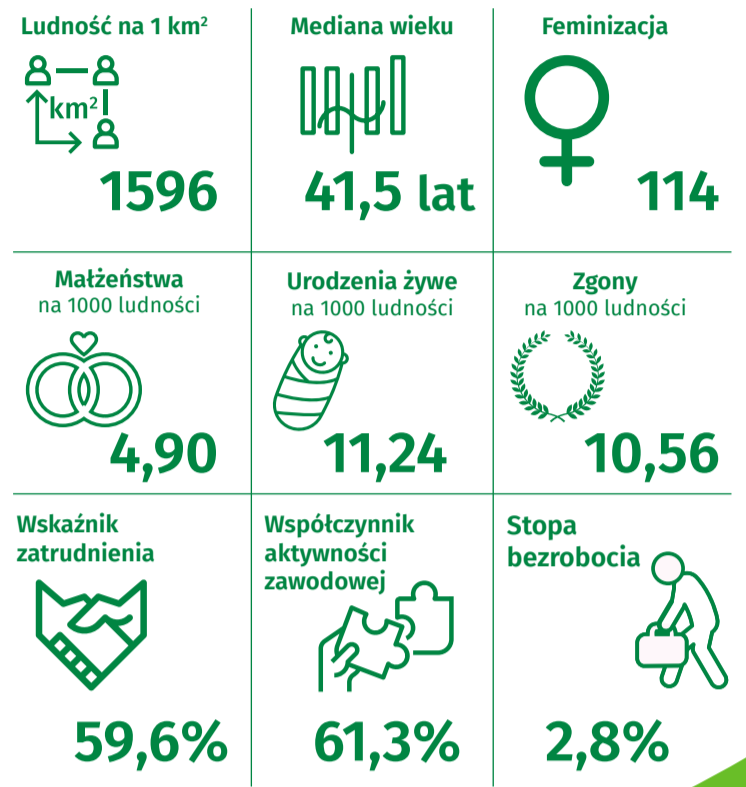 Ludność na 1 km²
km²
1596
Mediana wieku
41,5 lat
Feminizacja
114
Małżeństwa
na 1000 ludności
4,90
Urodzenia żywe
na 1000 ludności
11,24
Zgony
na 1000 ludności
10,56
Wskaźnik
zatrudnienia
59,6%
Współczynnik
aktywności
zawodowej
61,3%
Stopa
bezrobocia
2,8%